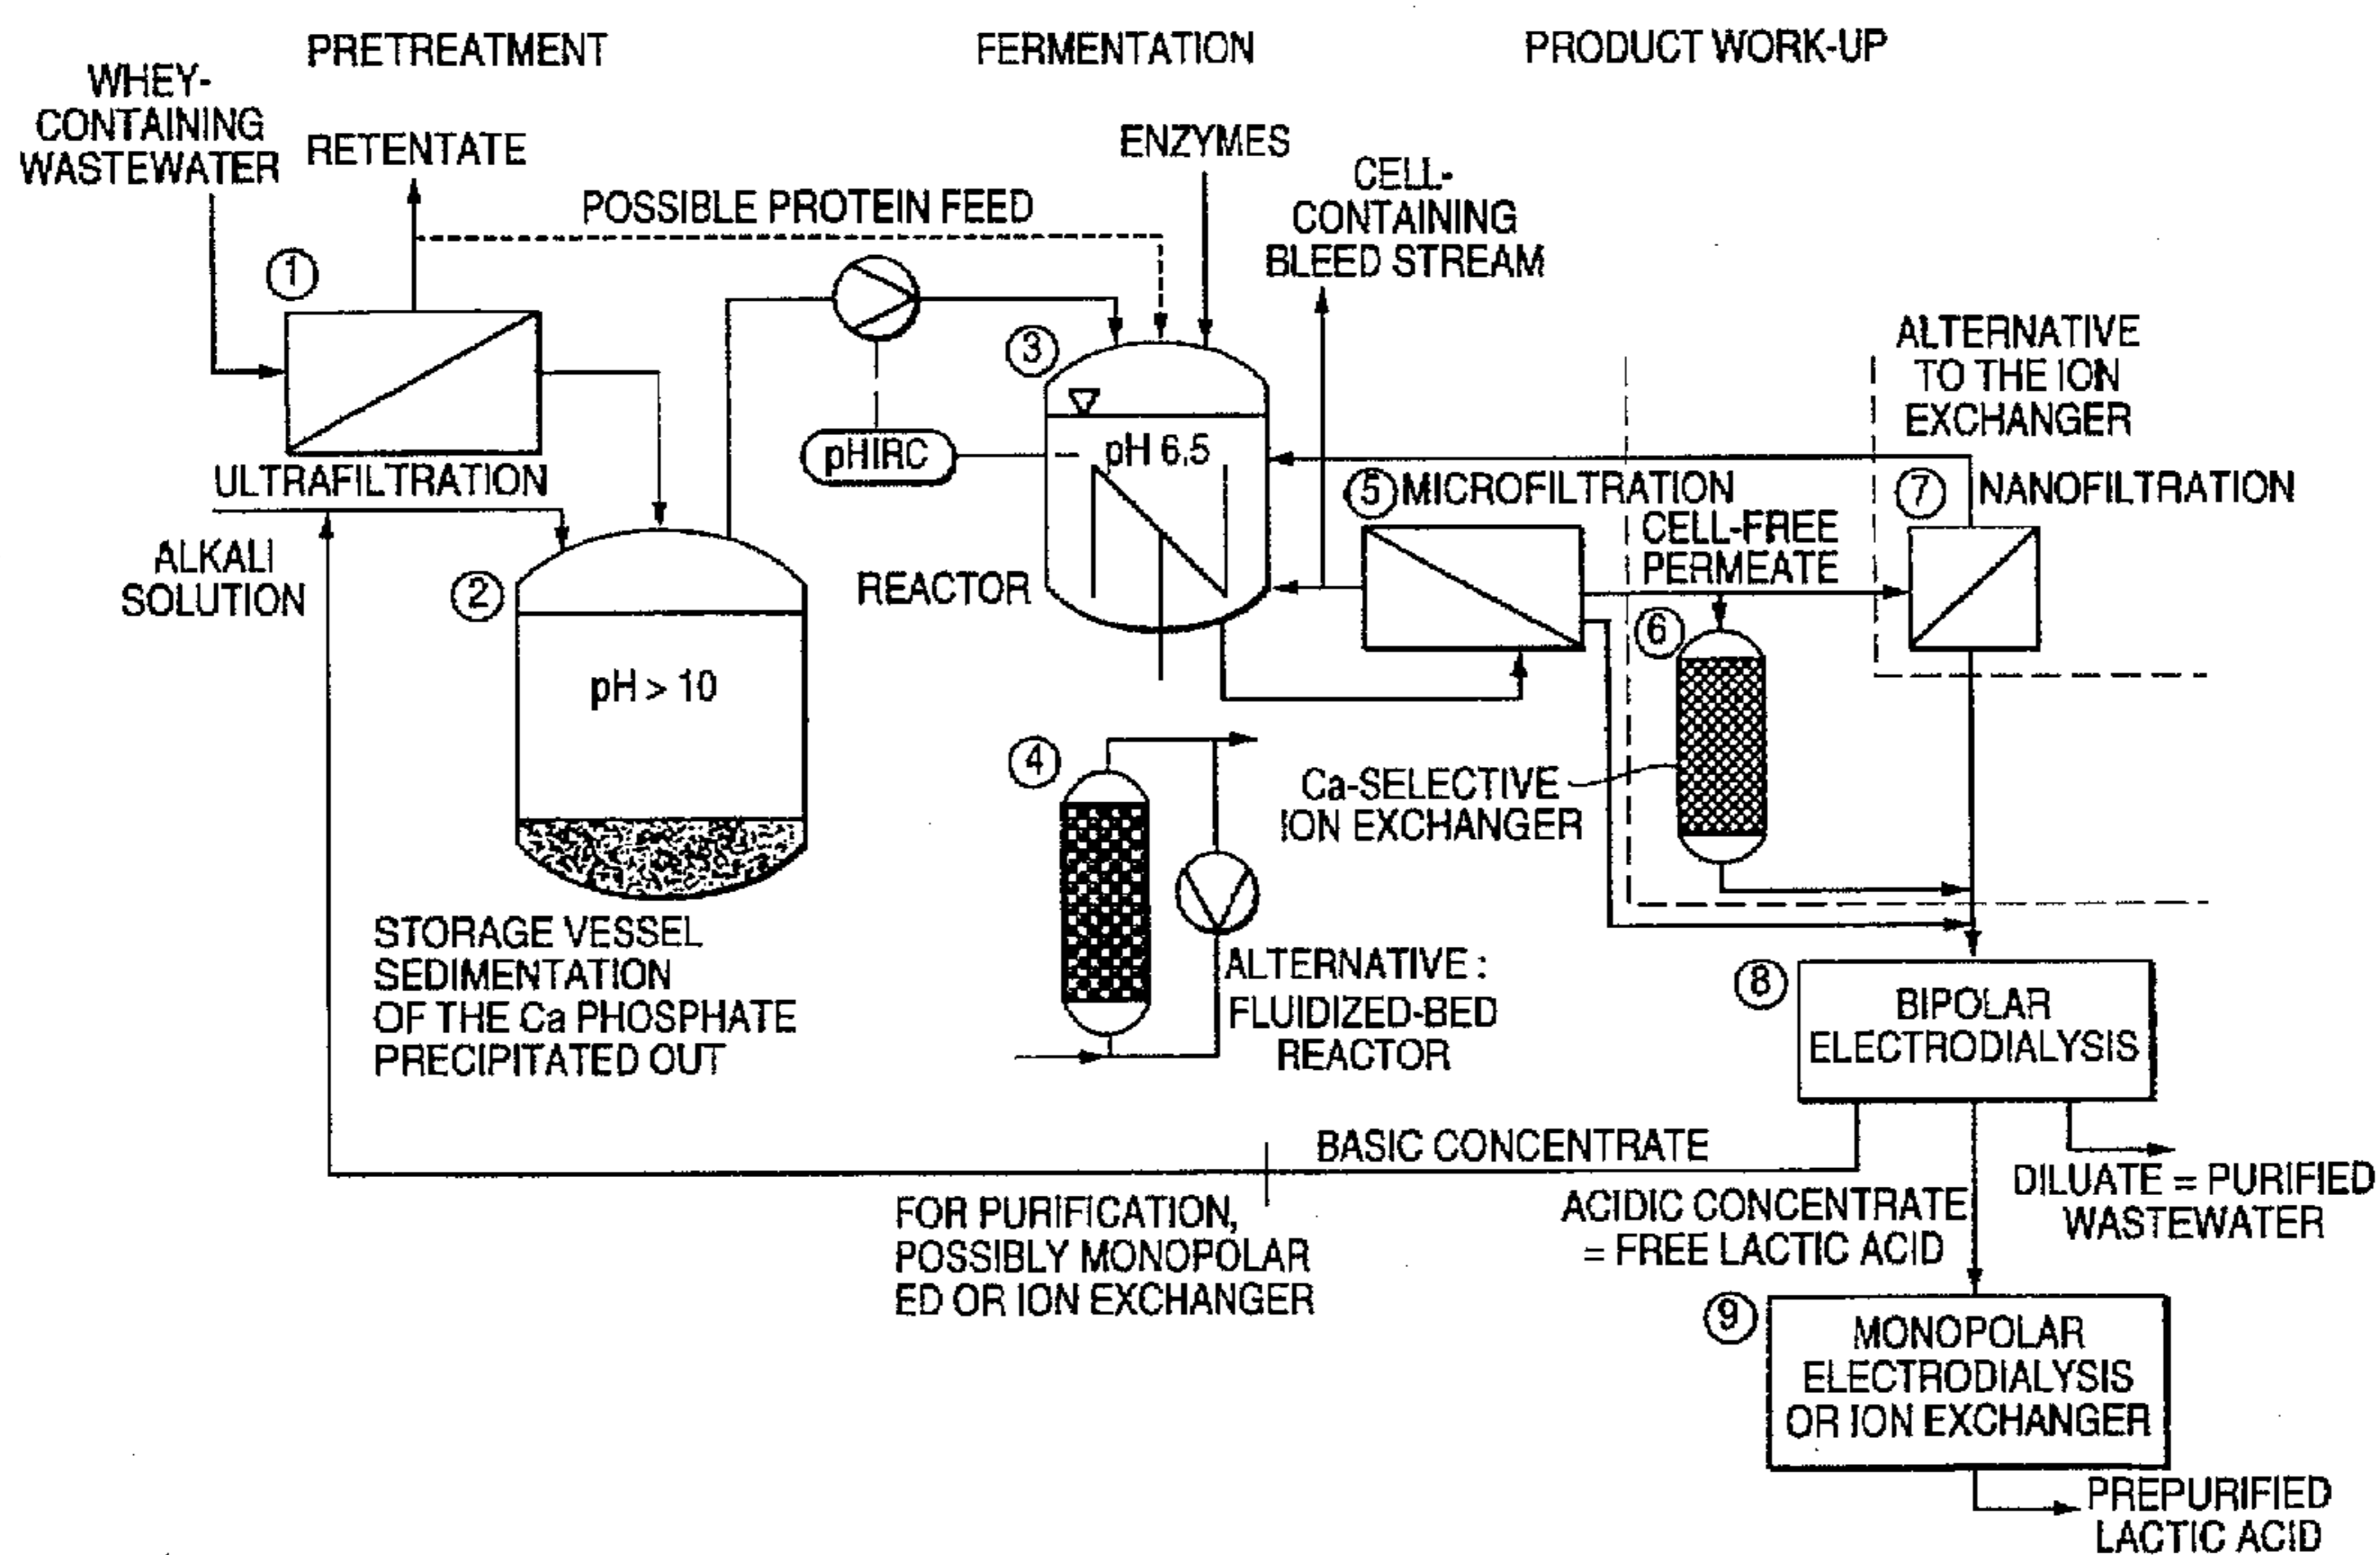 PRETREATMENT
FERMENTATION
PRODUCT WORK-UP
WHEY-
CONTAINING
WASTEWATER
RETENTATE
POSSIBLE PROTEIN FEED
ENZYMES
CELL-
CONTAINING
BLEED STREAM
1
3
ALTERNATIVE
TO THE ION
EXCHANGER
pHIRC
pH 6,5
ULTRAFILTRATION
5 MICROFILTRATION
7 NANOFILTRATION
CELL-FREE
PERMEATE
ALKALI
SOLUTION
2
REACTOR
6
pH > 10
4
Ca-SELECTIVE
ION EXCHANGER
STORAGE VESSEL
SEDIMENTATION
OF THE Ca PHOSPHATE
PRECIPITATED OUT
ALTERNATIVE :
FLUIDIZED-BED
REACTOR
8
BIPOLAR
ELECTRODIALYSIS
BASIC CONCENTRATE
DILUATE = PURIFIED
WASTEWATER
FOR PURIFICATION,
POSSIBLY MONOPOLAR
ED OR ION EXCHANGER
ACIDIC CONCENTRATE
= FREE LACTIC ACID
9
MONOPOLAR
ELECTRODIALYSIS
OR ION EXCHANGER
PREPURIFIED
LACTIC ACID